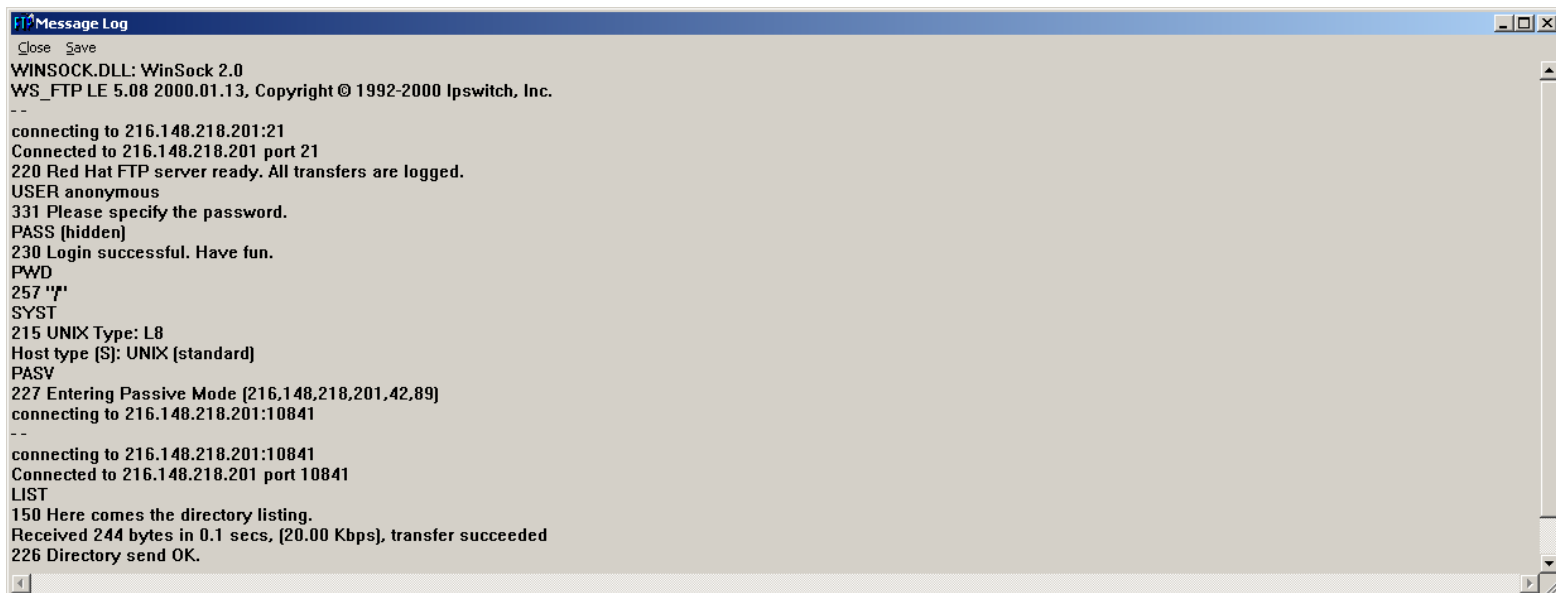 Message Log
Close Save
WINSOCK.DLL: WinSock 2.0
WS_FTP LE 5.08 2000.01.13, Copyright © 1992-2000 Ipswitch, Inc.
- -
connecting to 216.148.218.201:21
Connected to 216.148.218.201 port 21
220 Red Hat FTP server ready. All transfers are logged.
USER anonymous
331 Please specify the password.
PASS (hidden)
230 Login successful. Have fun.
PWD
257 "/"
SYST
215 UNIX Type: L8
Host type (S): UNIX (standard)
PASV
227 Entering Passive Mode (216,148,218,201,42,89)
connecting to 216.148.218.201:10841
- -
connecting to 216.148.218.201:10841
Connected to 216.148.218.201 port 10841
LIST
150 Here comes the directory listing.
Received 244 bytes in 0.1 secs, (20.00 Kbps), transfer succeeded
226 Directory send OK.